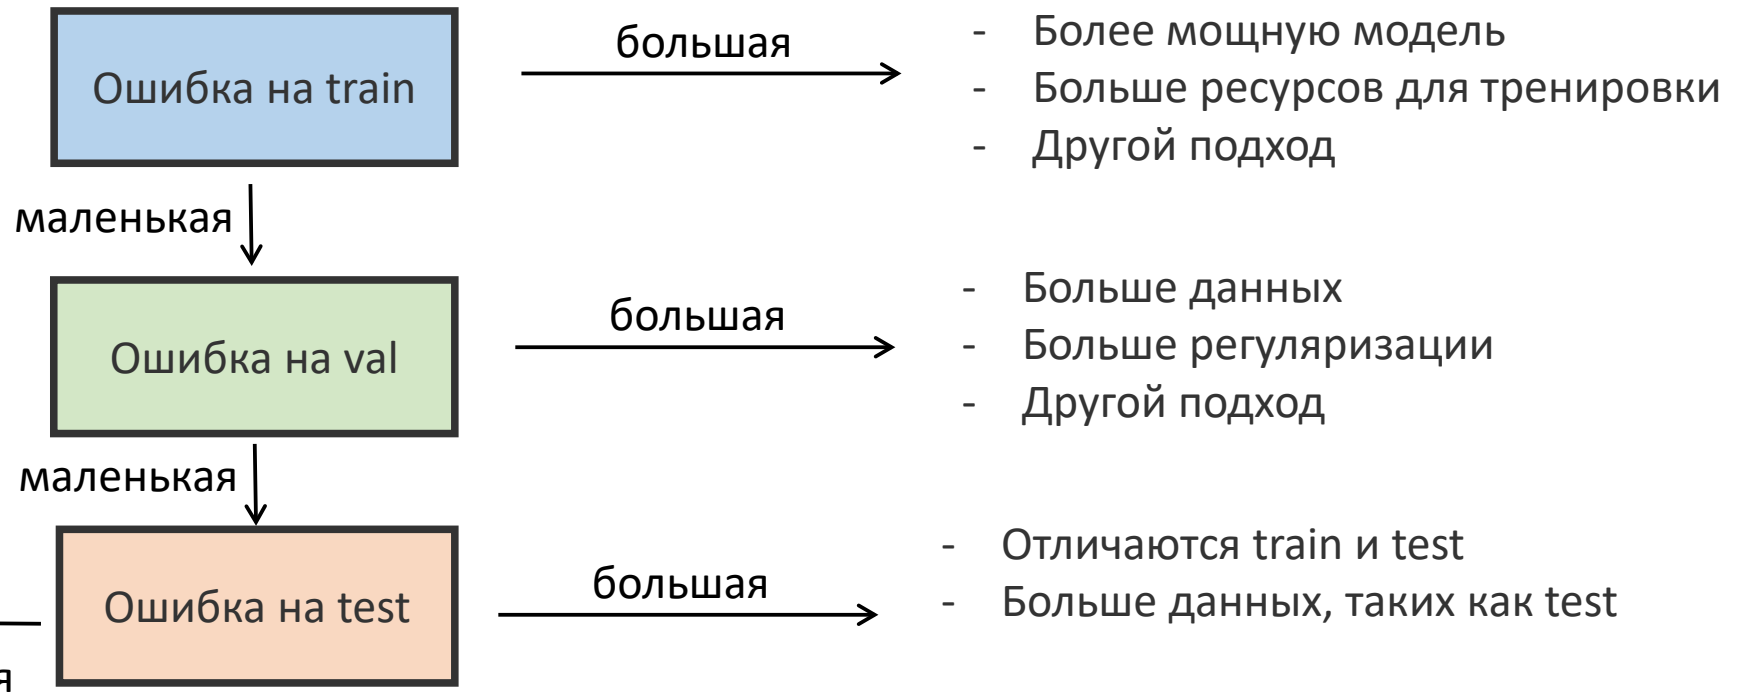 Ошибка на train
большая
- Более мощную модель
- Больше ресурсов для тренировки
- Другой подход
маленькая
Ошибка на val
большая
- Больше данных
- Больше регуляризации
- Другой подход
маленькая
Ошибка на test
большая
- Отличаются train и test
- Больше данных, таких как test